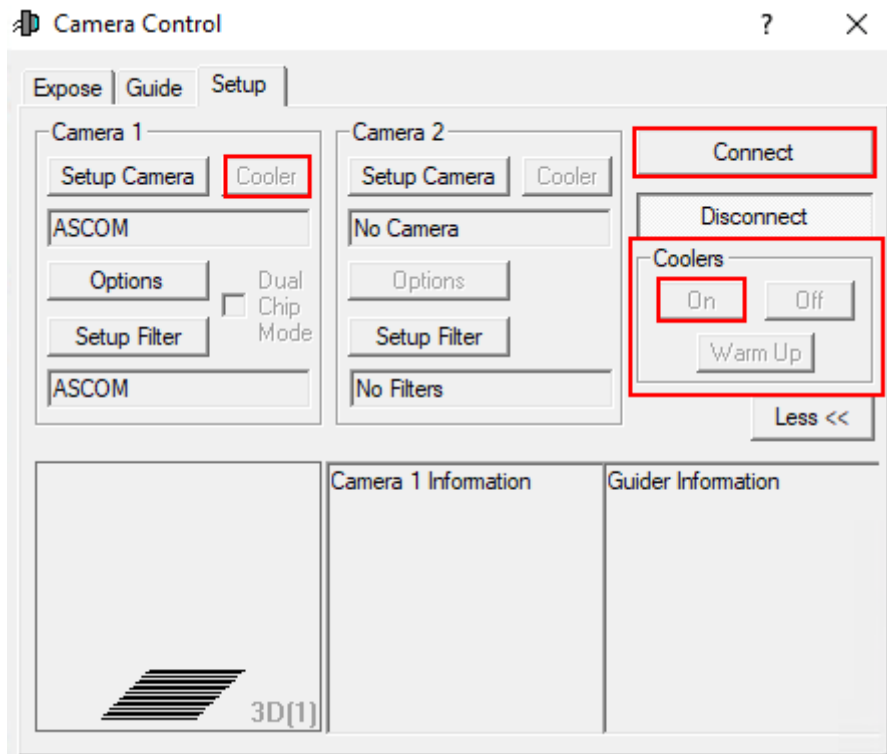 Camera Control
?
Expose Guide Setup
Camera 1
Setup Camera Cooler
ASCOM
Options
Dual
Chip
Mode
Setup Filter
ASCOM
Camera 2
Setup Camera Cooler
No Camera
Options
Setup Filter
No Filters
Connect
Disconnect
Coolers
On Off
Warm Up
Less <<
3D(1)
Camera 1 Information
Guider Information